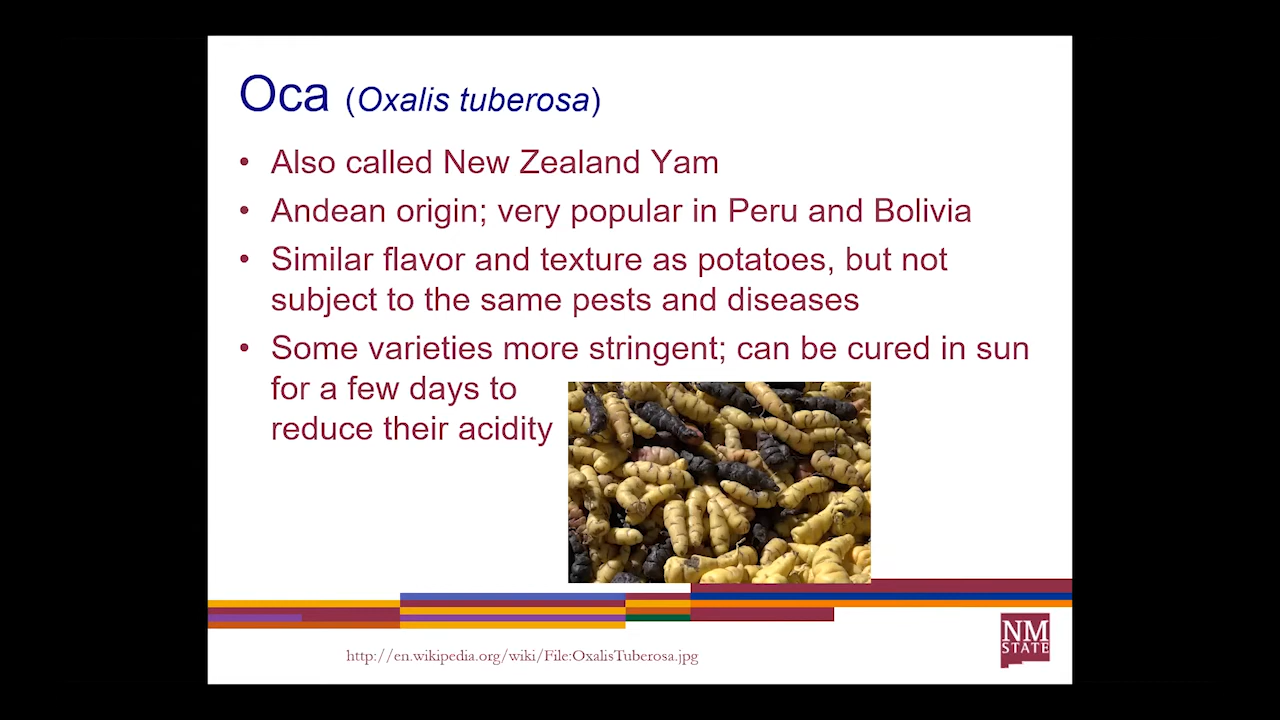 Oca (Oxalis tuberosa)
• Also called New Zealand Yam
• Andean origin; very popular in Peru and Bolivia
• Similar flavor and texture as potatoes, but not
subject to the same pests and diseases
• Some varieties more stringent; can be cured in sun
for a few days to
reduce their acidity
NM
STATE
http://en.wikipedia.org/wiki/File:OxalisTuberosa.jpg